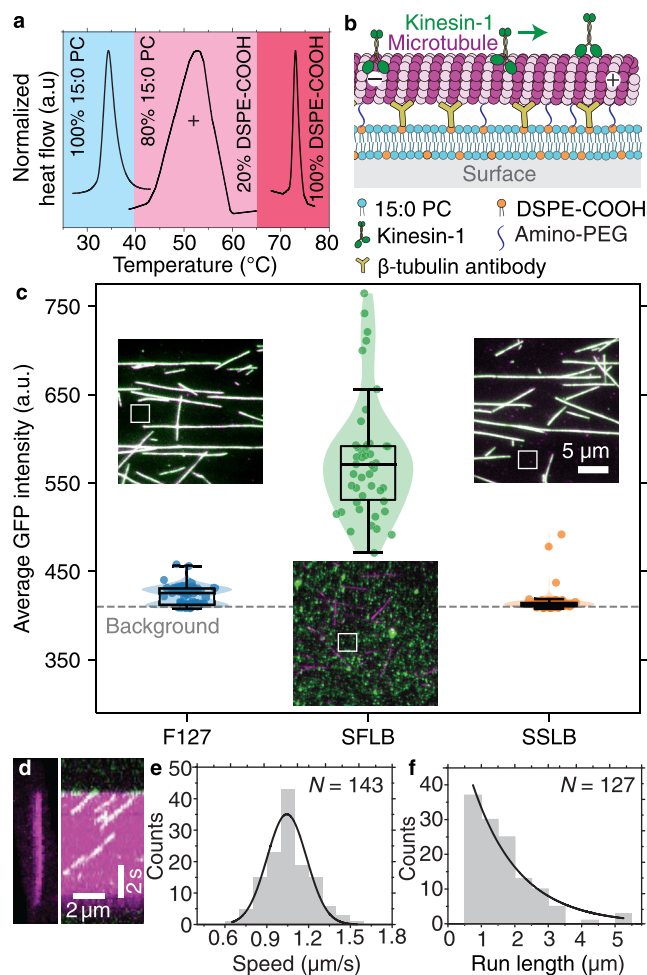 a
Normalized
heat flow (a.u)
100% 15:0 PC
80% 15:0 PC
+
20% DSPE-COOH
100% DSPE-COOH
30 40 50 60 70 80
Temperature (°C)
b
Kinesin-1
Microtubule
− +
Surface
15:0 PC DSPE-COOH
Kinesin-1 Amino-PEG
β-tubulin antibody
c
Average GFP intensity (a.u.)
750
650
550
450
350
5 µm
Background
F127 SFLB SSLB
d
2 µm
2 s
e
Counts
50
40
30
20
10
0
N = 143
0.6 0.9 1.2 1.5 1.8
Speed (µm/s)
f
Counts
40
30
20
10
0
N = 127
0 1 2 3 4 5
Run length (µm)